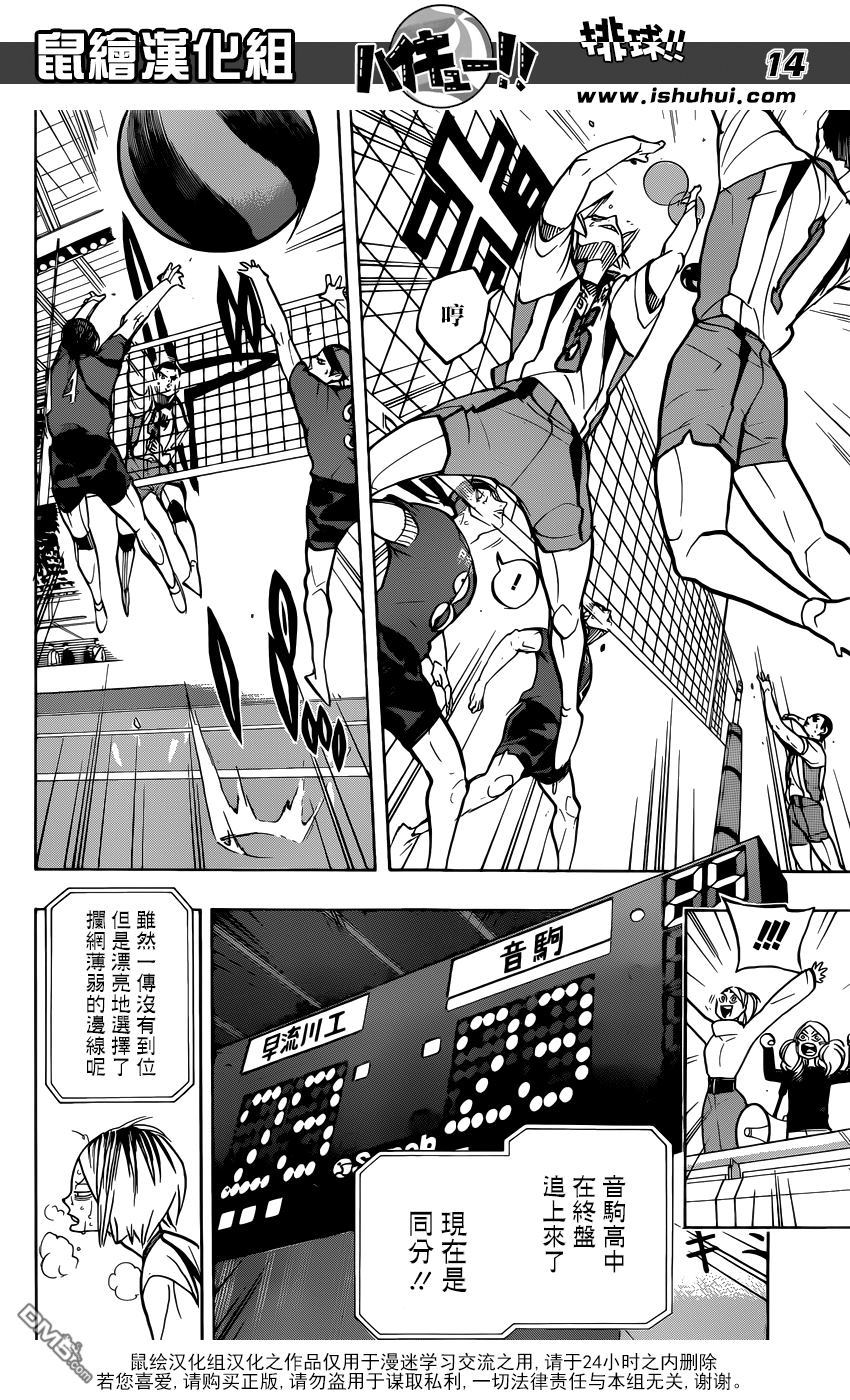 鼠繪漢化組
ハイキュー!!
排球!!
14
www.ishuhui.com
哼
!
4
!!!
音駒
早流川工
23
23
音駒高中
在終盤
追上來了
現在是
同分!!
雖然一傳沒有到位
但是漂亮地選擇了
攔網薄弱的邊線呢
DM5.com
鼠绘汉化组汉化之作品仅用于漫迷学习交流之用, 请于24小时之内删除
若您喜爱, 请购买正版, 请勿盗用于谋取私利, 一切法律责任与本组无关, 谢谢。